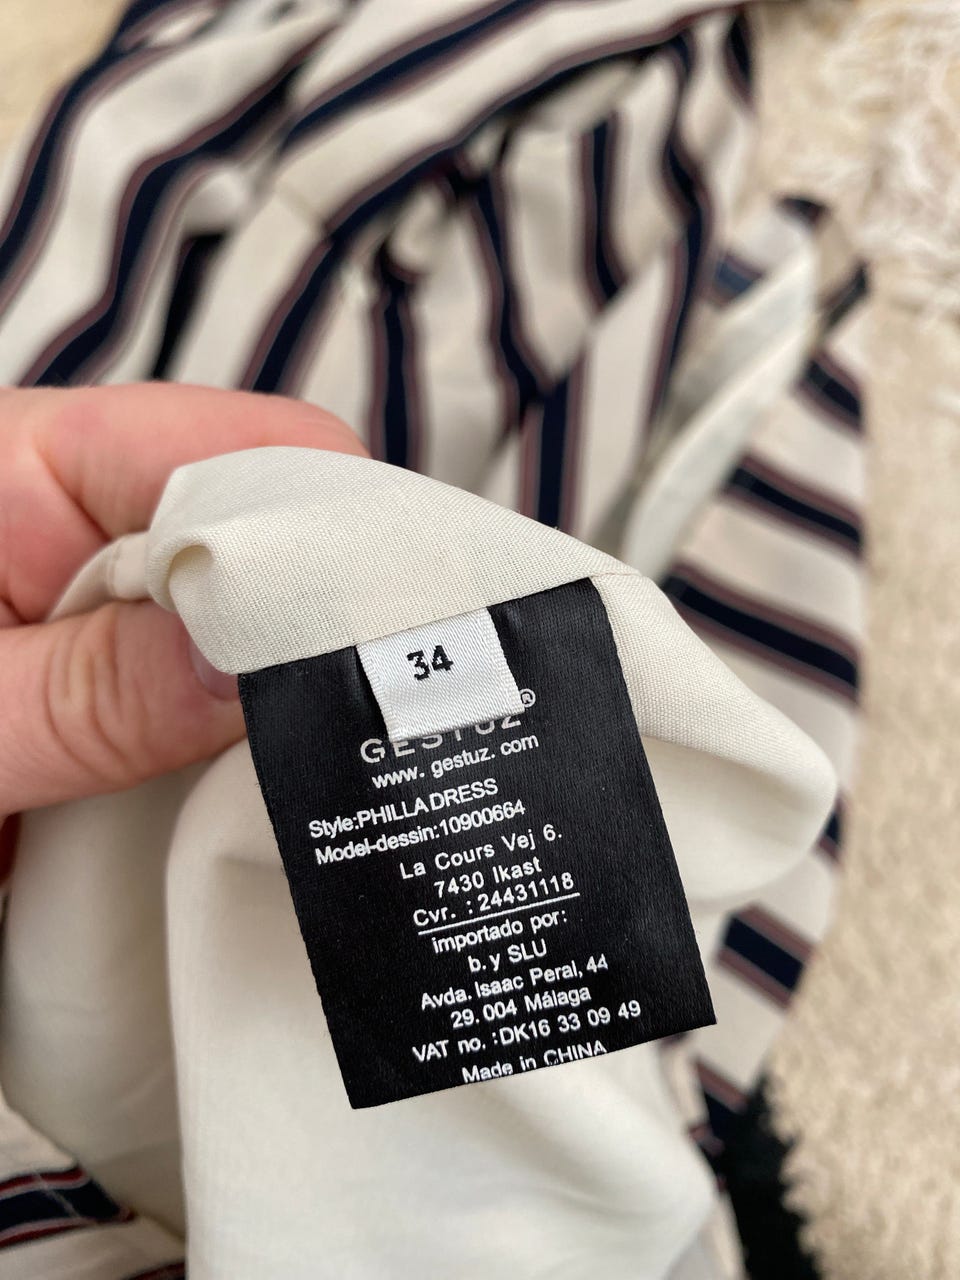 34
GESTUZ®
www. gestuz. com
Style:PHILLA DRESS
Model-dessin:10900664
La Cours Vej 6.
7430 Ikast
Cvr. :24431118
importado por:
b. y SLU
Avda. Isaac Peral, 44
29. 004 Málaga
VAT no. :DK16 33 09 49
Made in CHINA